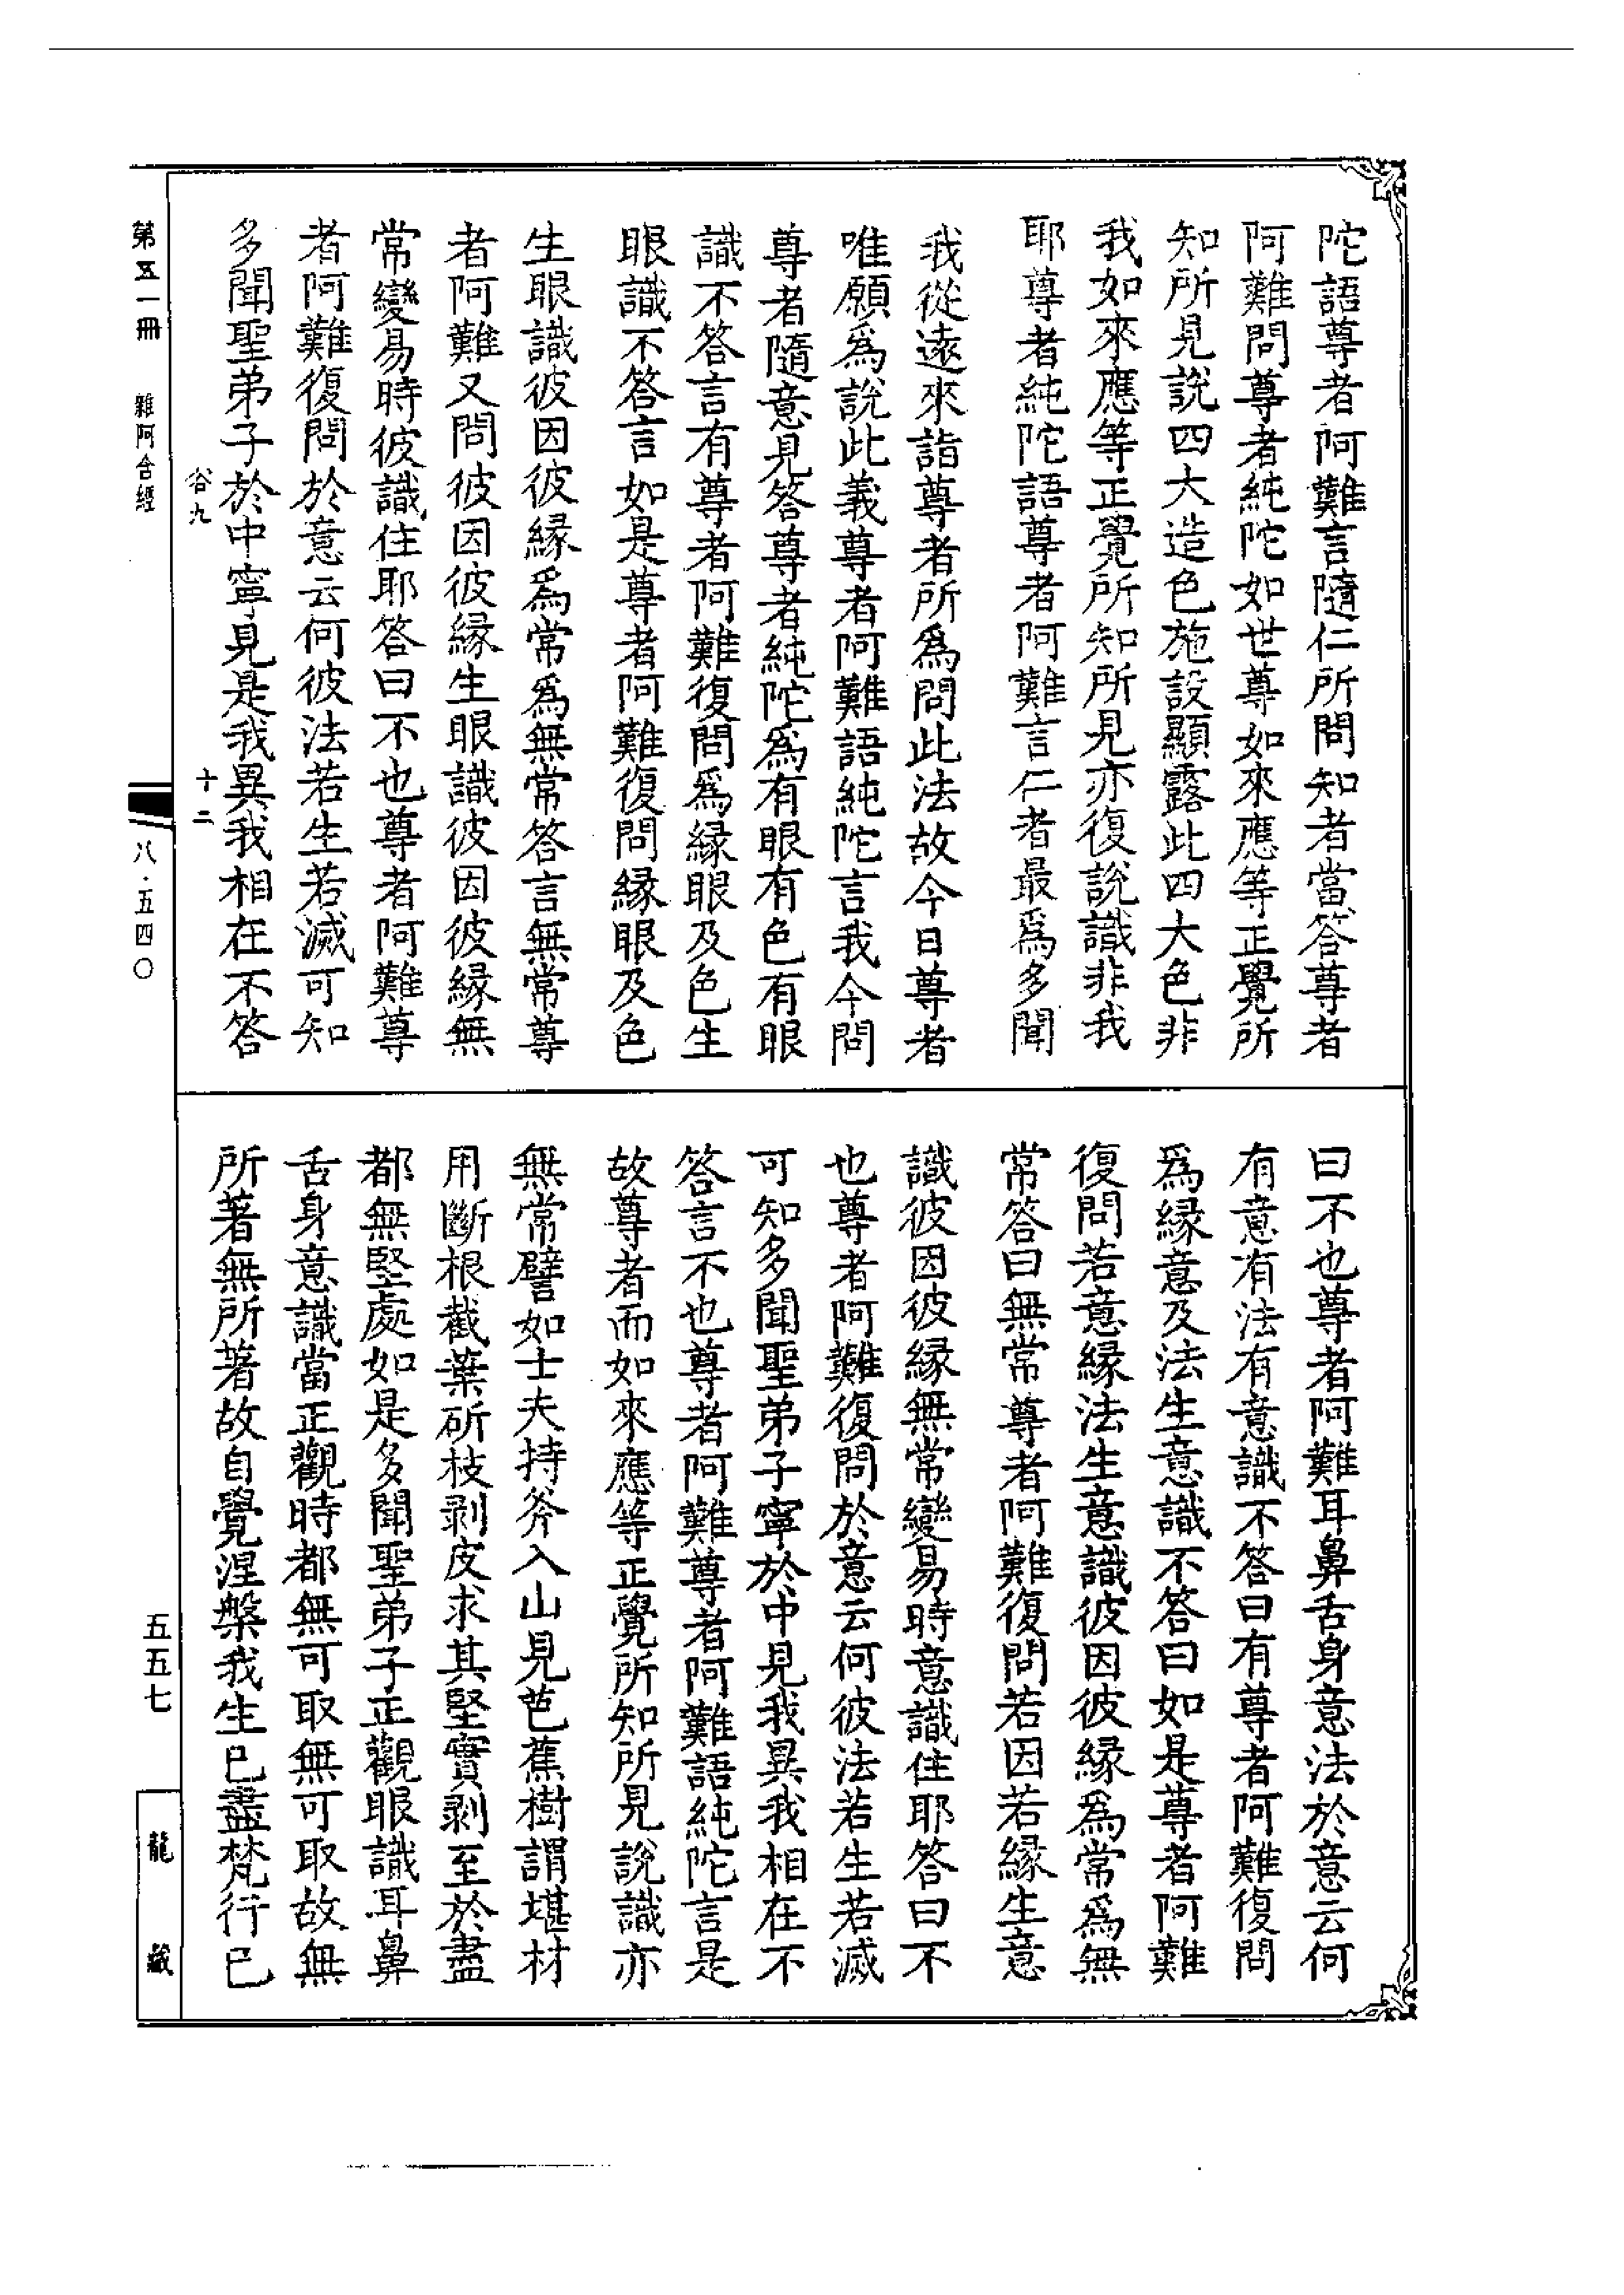 陀語尊者阿難言隨仁所問知者當答尊者
阿難問尊者純陀如世尊如來應等正覺所
知所見說四大造色施設顯露此四大色非
我如來應等正覺所知所見亦復說識非我
耶尊者純陀語尊者阿難言仁者最爲多聞
我從遠來詣尊者所爲問此法故今日尊者
唯願爲說此義尊者阿難語純陀言我今問
尊者隨意見答尊者純陀爲有眼有色有眼
識不答言有尊者阿難復問爲緣眼及色生
眼識不答言如是尊者阿難復問緣眼及色
生眼識彼因彼緣爲常爲無常答言無常尊
者阿難又問彼因彼緣生眼識彼因彼緣無
常變易時彼識住耶答曰不也尊者阿難尊
者阿難復問於意云何彼法若生若滅可知
多聞聖弟子於中寧見是我異我相在不答
曰不也尊者阿難耳鼻舌身意法於意云何
有意有法有意識不答曰有尊者阿難復問
爲緣意及法生意識不答曰如是尊者阿難
復問若意緣法生意識彼因彼緣爲常爲無
常答曰無常尊者阿難復問若因若緣生意
識彼因彼緣無常變易時意識住耶答曰不
也尊者阿難復問於意云何彼法若生若滅
可知多聞聖弟子寧於中見我異我相在不
答言不也尊者阿難尊者阿難語純陀言是
故尊者而如來應等正覺所知所見說識亦
無常譬如士夫持斧入山見芭蕉樹謂堪材
用斷根截葉斫枝剥皮求其堅實剥至於盡
都無堅處如是多聞聖弟子正觀眼識耳鼻
舌身意識當正觀時都無可取無可取故無
所著無所著故自覺涅槃我生已盡梵行已
第五一冊
雜阿含經
谷九
十二
八·五四〇
五五七
龍藏